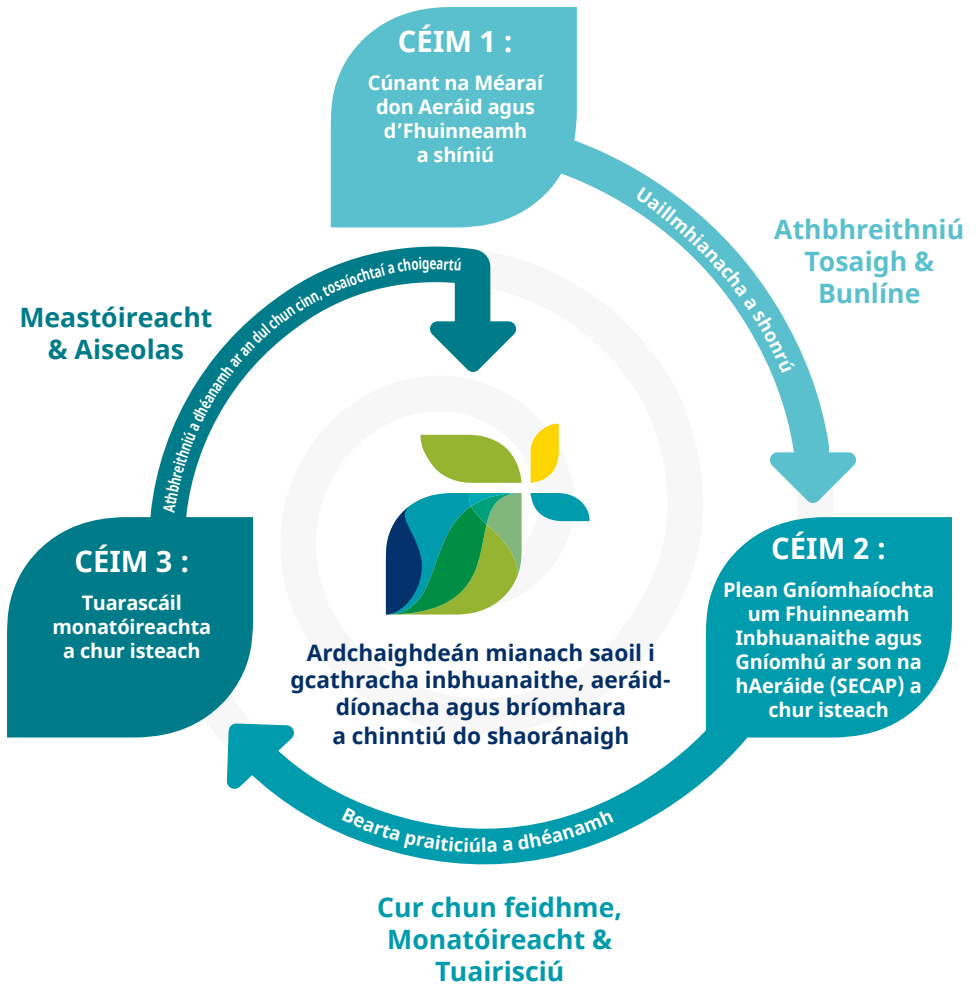 CÉIM 1 :
Cúnant na Méaraí
don Aeráid agus
d’Fhuinneamh
a shíniú
Uaillmhianacha a shonrú
Athbhreithniú
Tosaigh &
Bunlíne
CÉIM 2 :
Plean Gníomhaíochta
um Fhuinneamh
Inbhuanaithe agus
Gníomhú ar son na
hAeráide (SECAP) a
chur isteach
Bearta praiticiúla a dhéanamh
Cur chun feidhme,
Monatóireacht &
Tuairisciú
CÉIM 3 :
Tuarascáil
monatóireachta
a chur isteach
Athbhreithniú a dhéanamh ar an dul chun cinn, tosaíochtaí a choigeartú
Meastóireacht
& Aiseolas
Ardchaighdeán mianach saoil i
gcathracha inbhuanaithe, aeráid-
díonacha agus bríomhara
a chinntiú do shaoránaigh